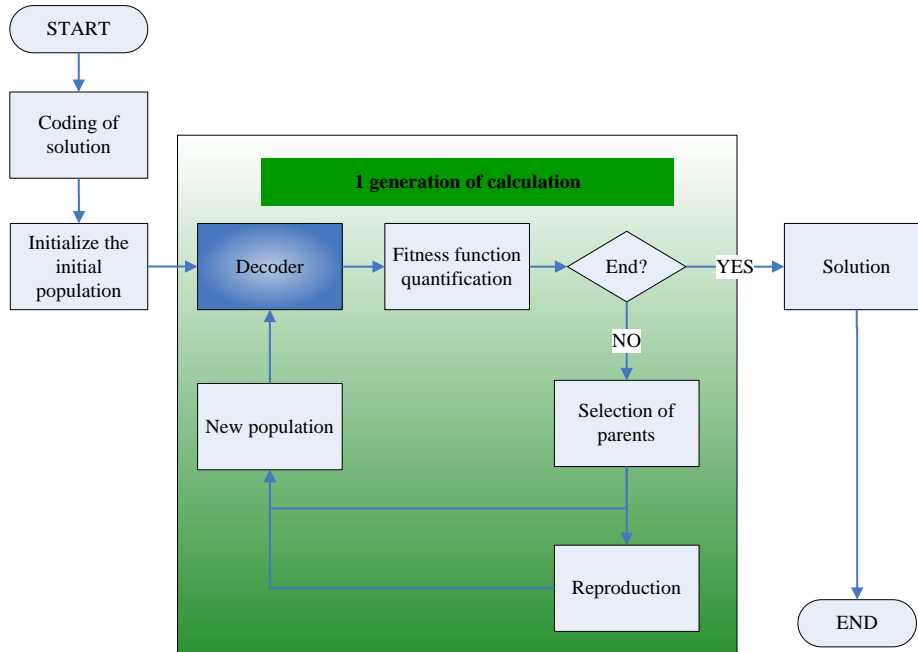 START
Coding of
solution
1 generation of calculation
Initialize the
initial
population
Decoder
Fitness function
quantification
End?
YES
Solution
NO
New population
Selection of
parents
Reproduction
END